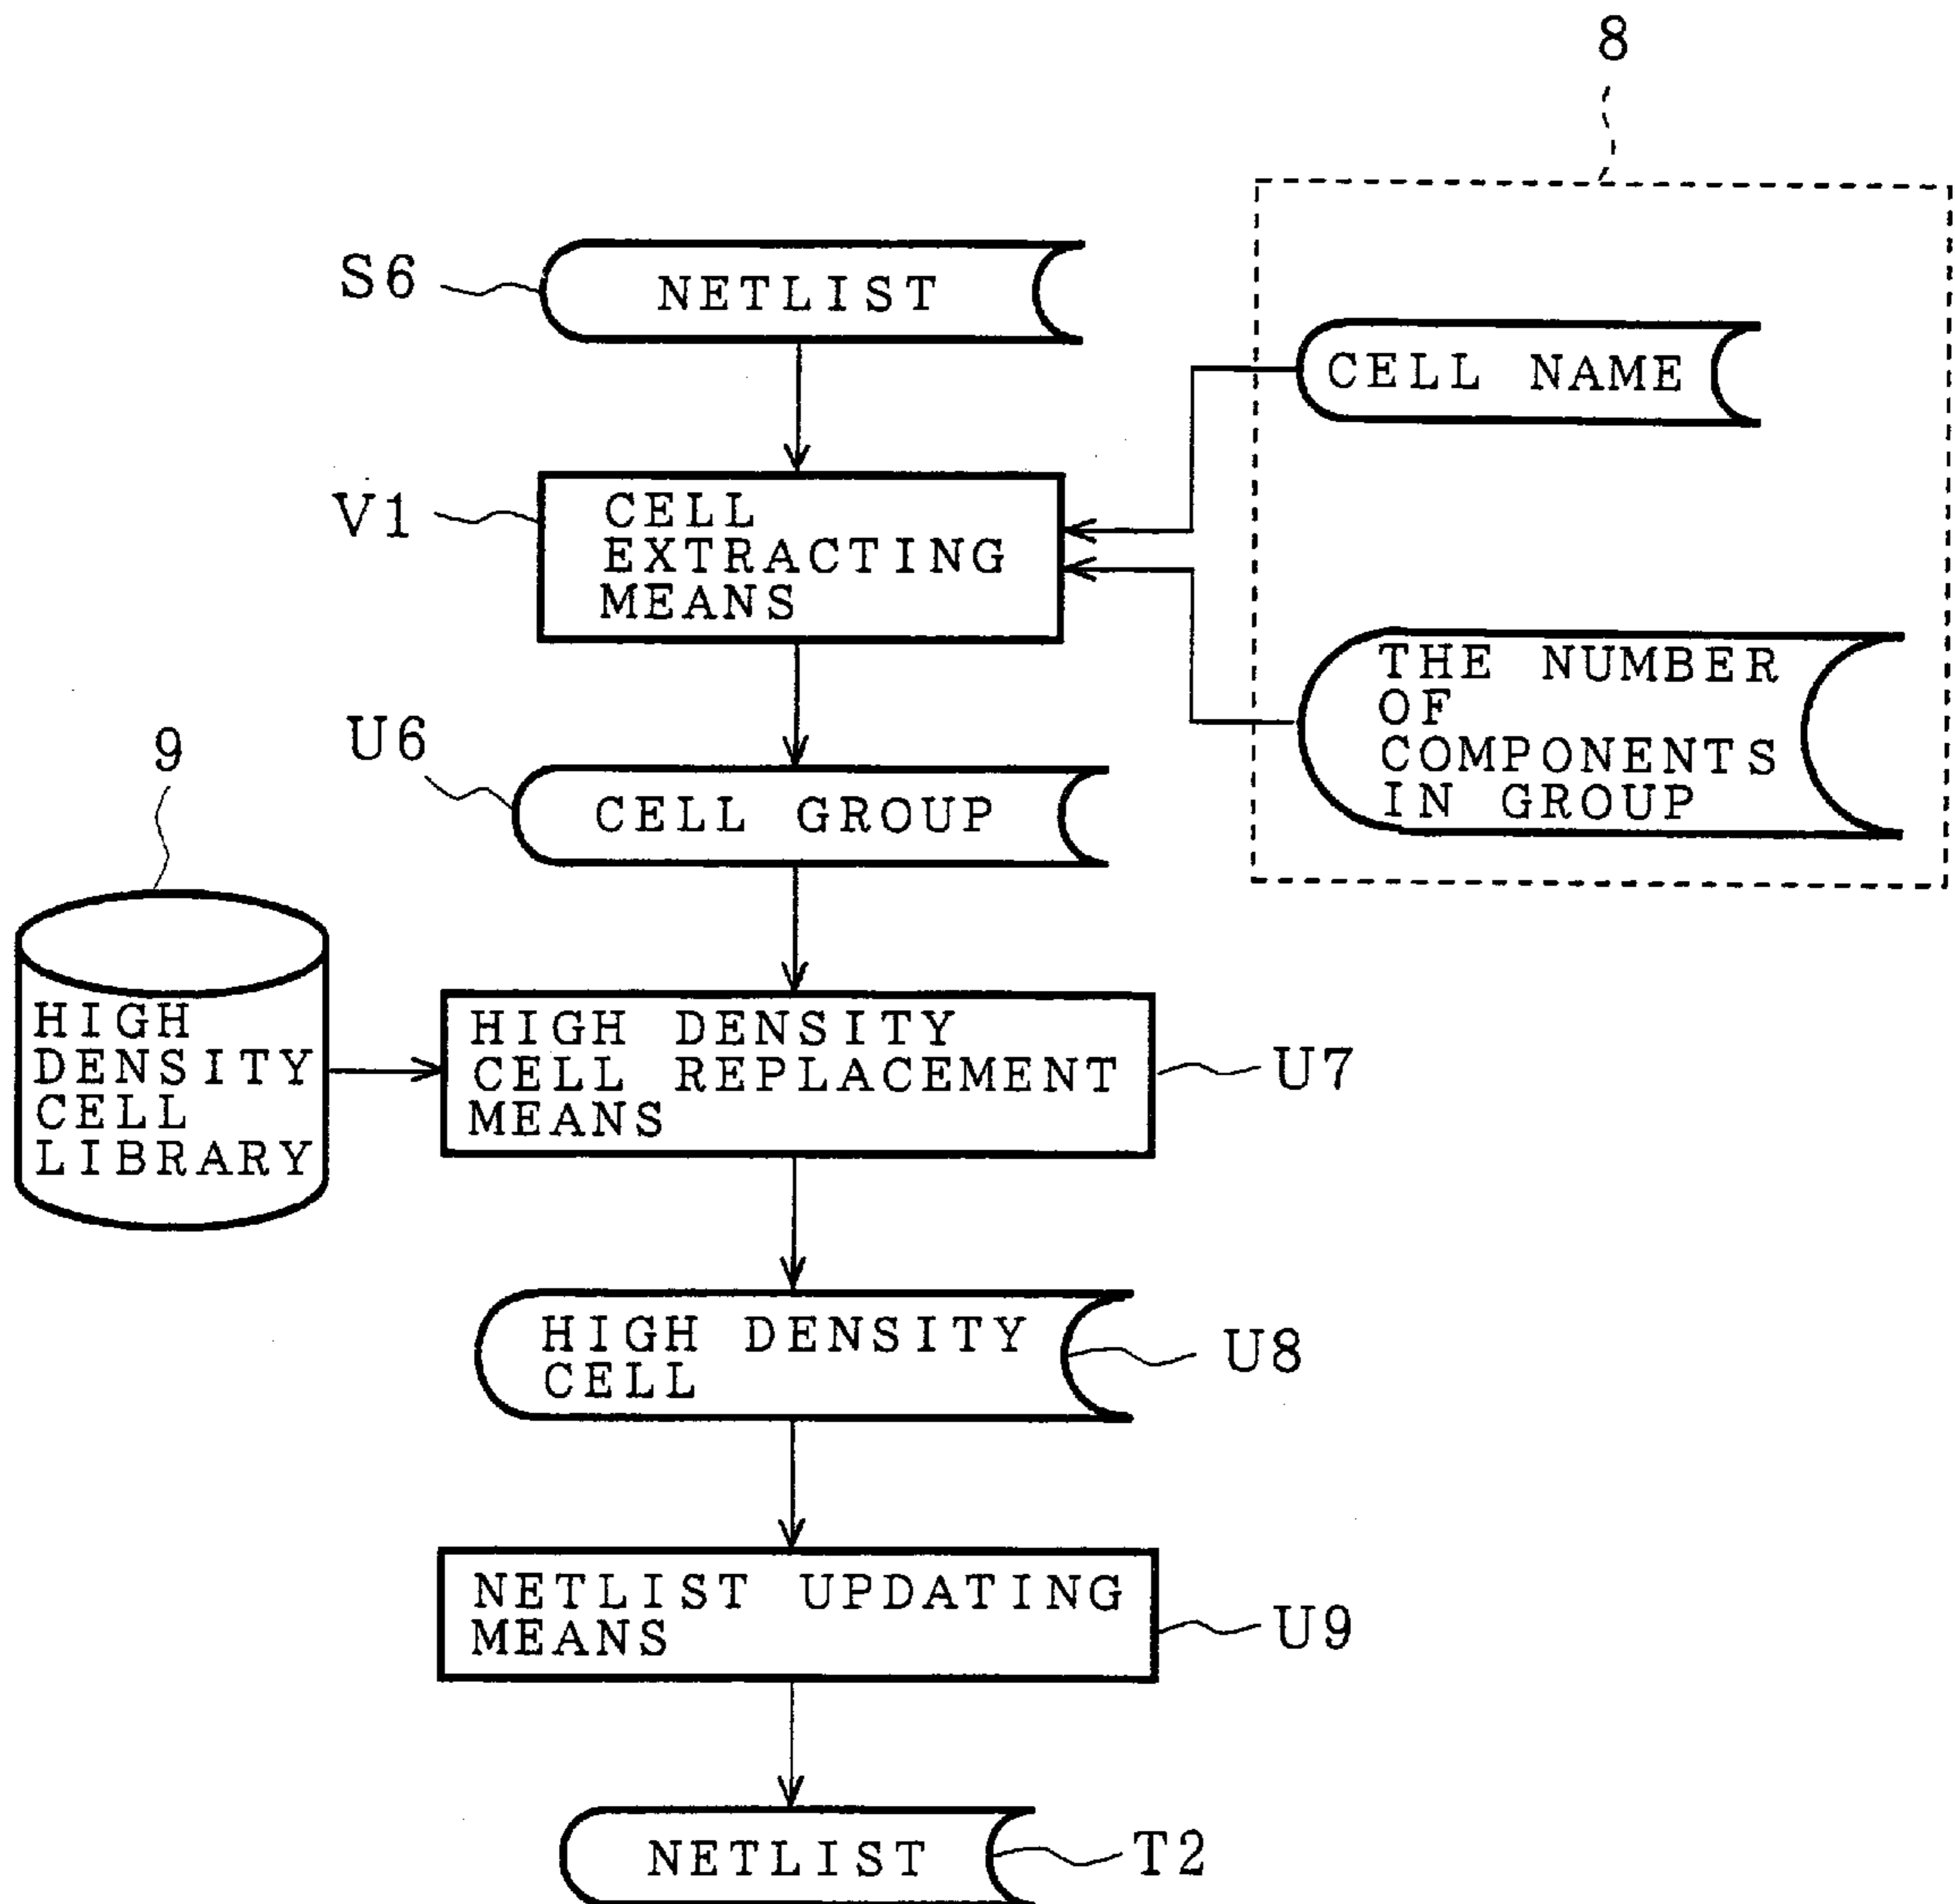 8
S6
NETLIST
CELL NAME
V1
CELL
EXTRACTING
MEANS
THE NUMBER
OF
COMPONENTS
IN GROUP
9
U6
CELL GROUP
HIGH
DENSITY
CELL
LIBRARY
HIGH DENSITY
CELL REPLACEMENT
MEANS
U7
HIGH DENSITY
CELL
U8
NETLIST UPDATING
MEANS
U9
NETLIST
T2